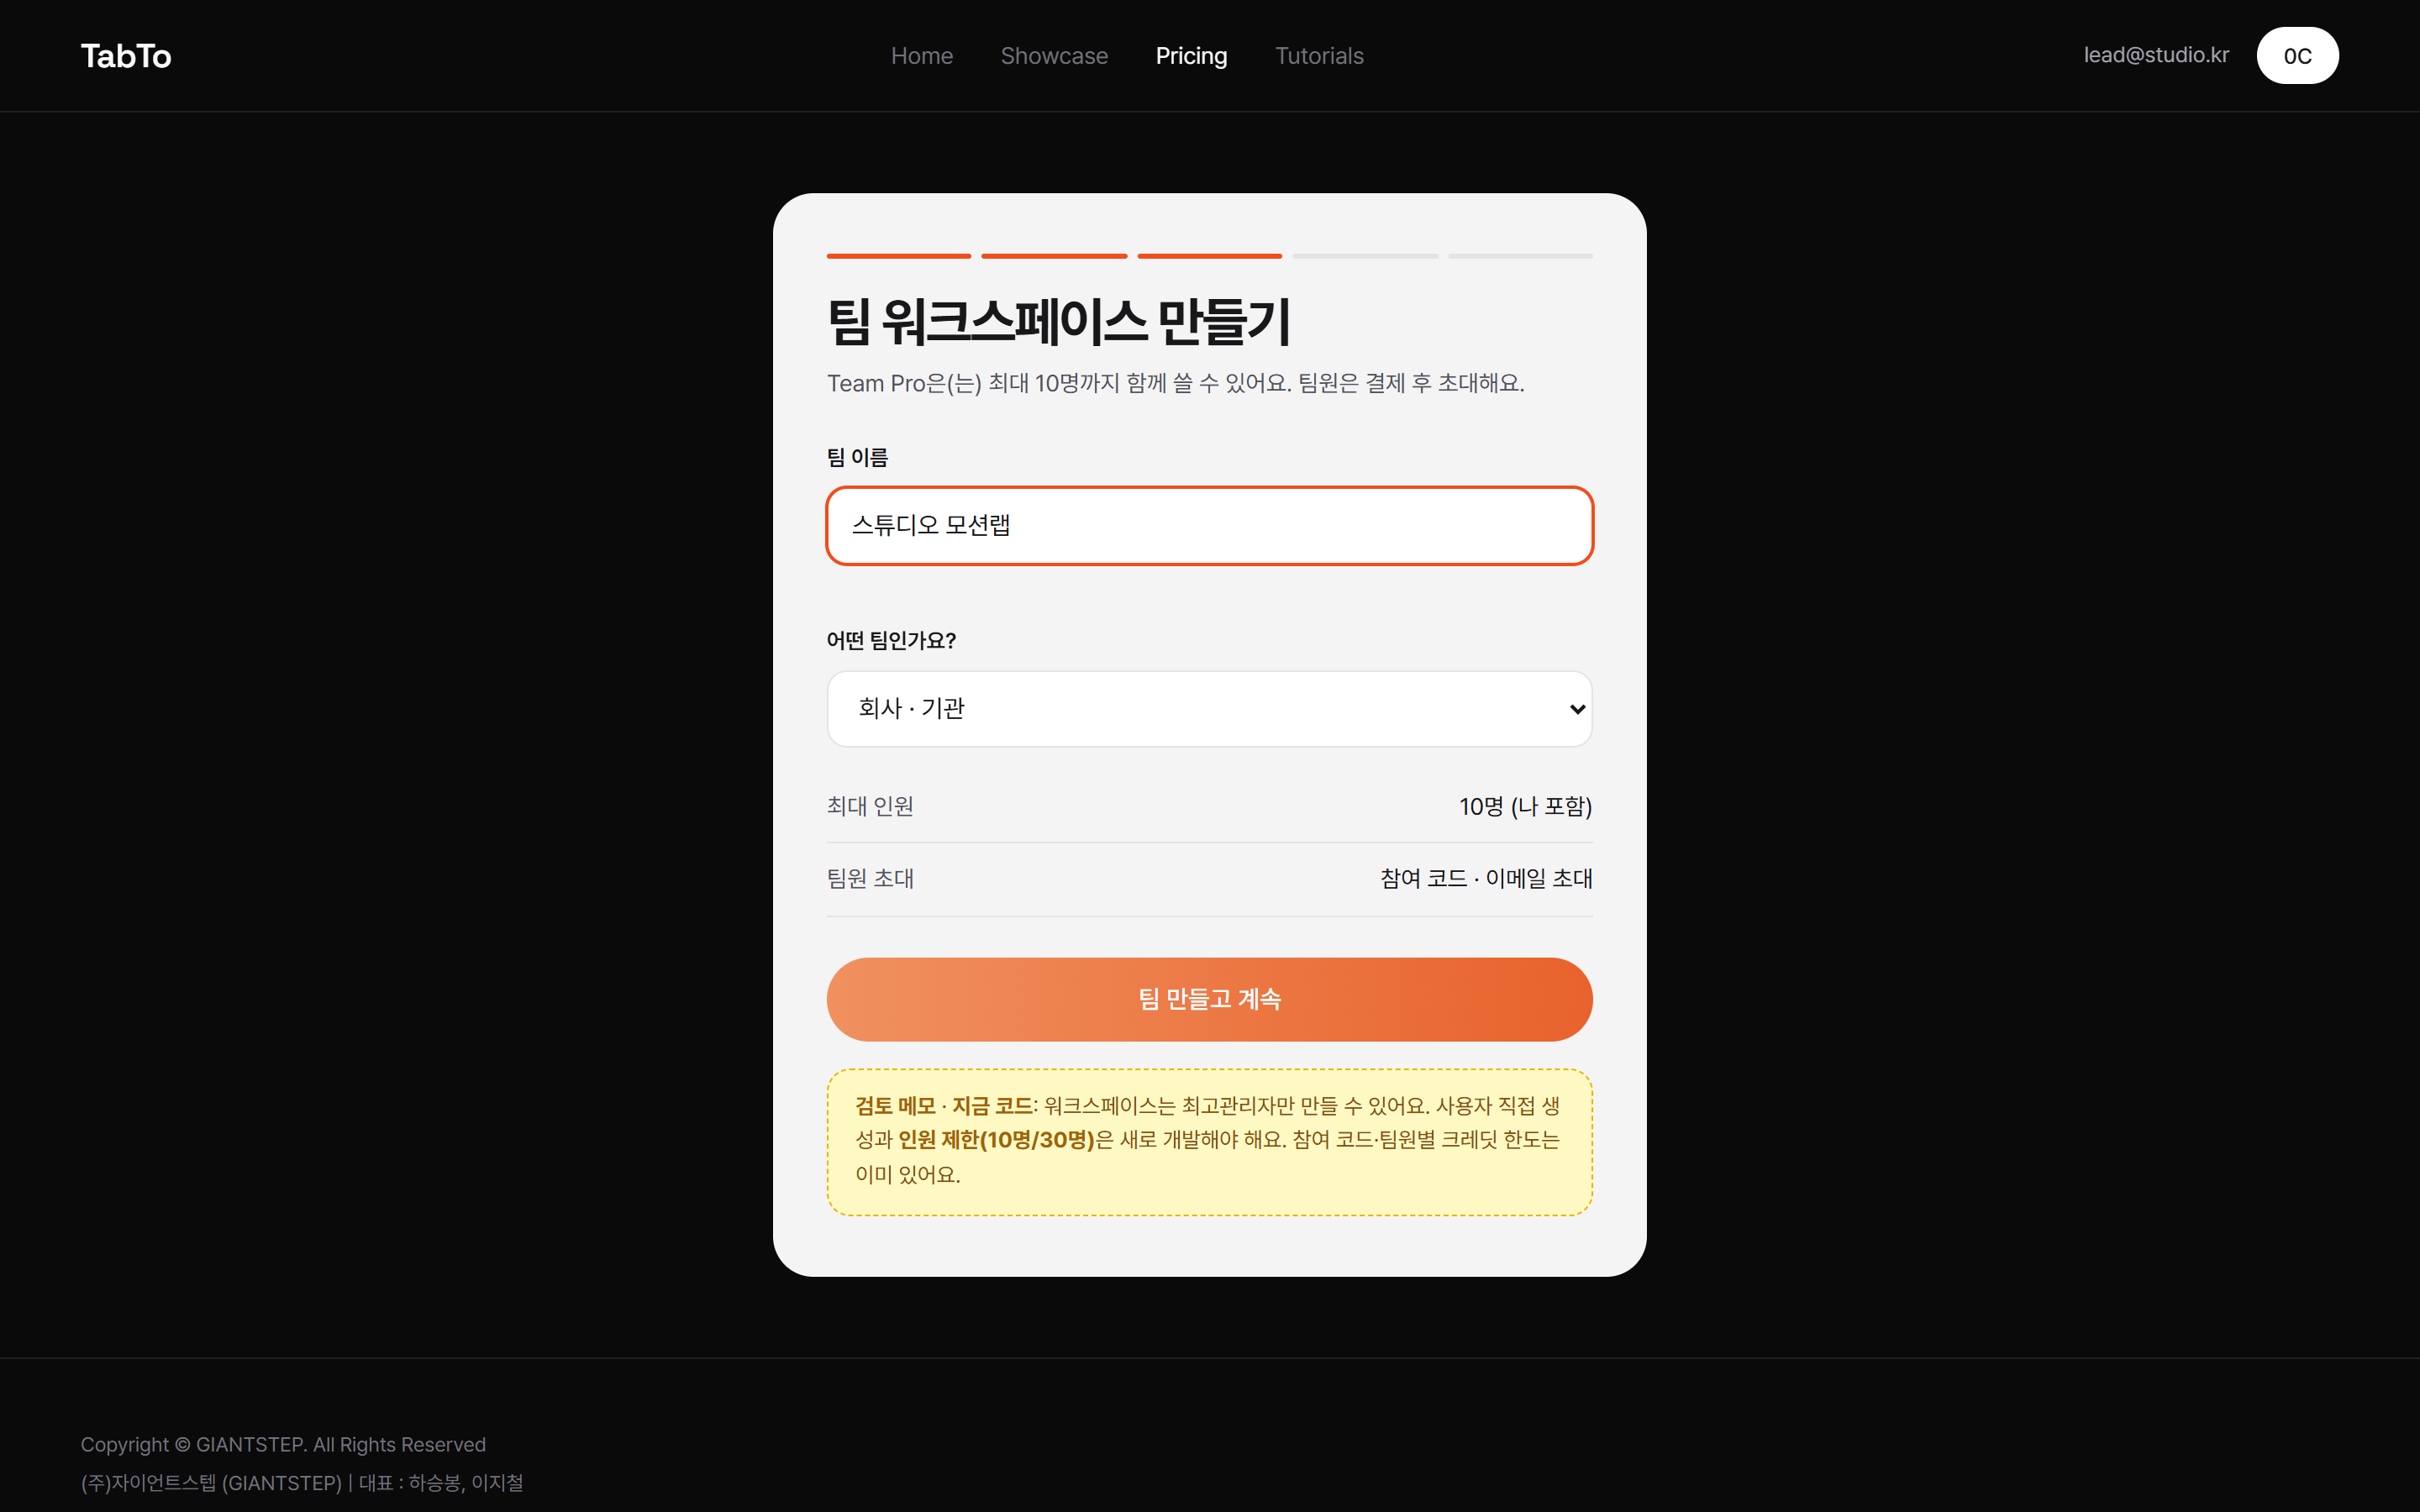 TabTo
Home
Showcase
Pricing
Tutorials
lead@studio.kr
0C
팀 워크스페이스 만들기
Team Pro은(는) 최대 10명까지 함께 쓸 수 있어요. 팀원은 결제 후 초대해요.
팀 이름
스튜디오 모션랩
어떤 팀인가요?
회사 · 기관
최대 인원
10명 (나 포함)
팀원 초대
참여 코드 · 이메일 초대
팀 만들고 계속
검토 메모 · 지금 코드: 워크스페이스는 최고관리자만 만들 수 있어요. 사용자 직접 생
성과 인원 제한(10명/30명)은 새로 개발해야 해요. 참여 코드·팀원별 크레딧 한도는
이미 있어요.
Copyright © GIANTSTEP. All Rights Reserved
(주)자이언트스텝 (GIANTSTEP) | 대표 : 하승봉, 이지철